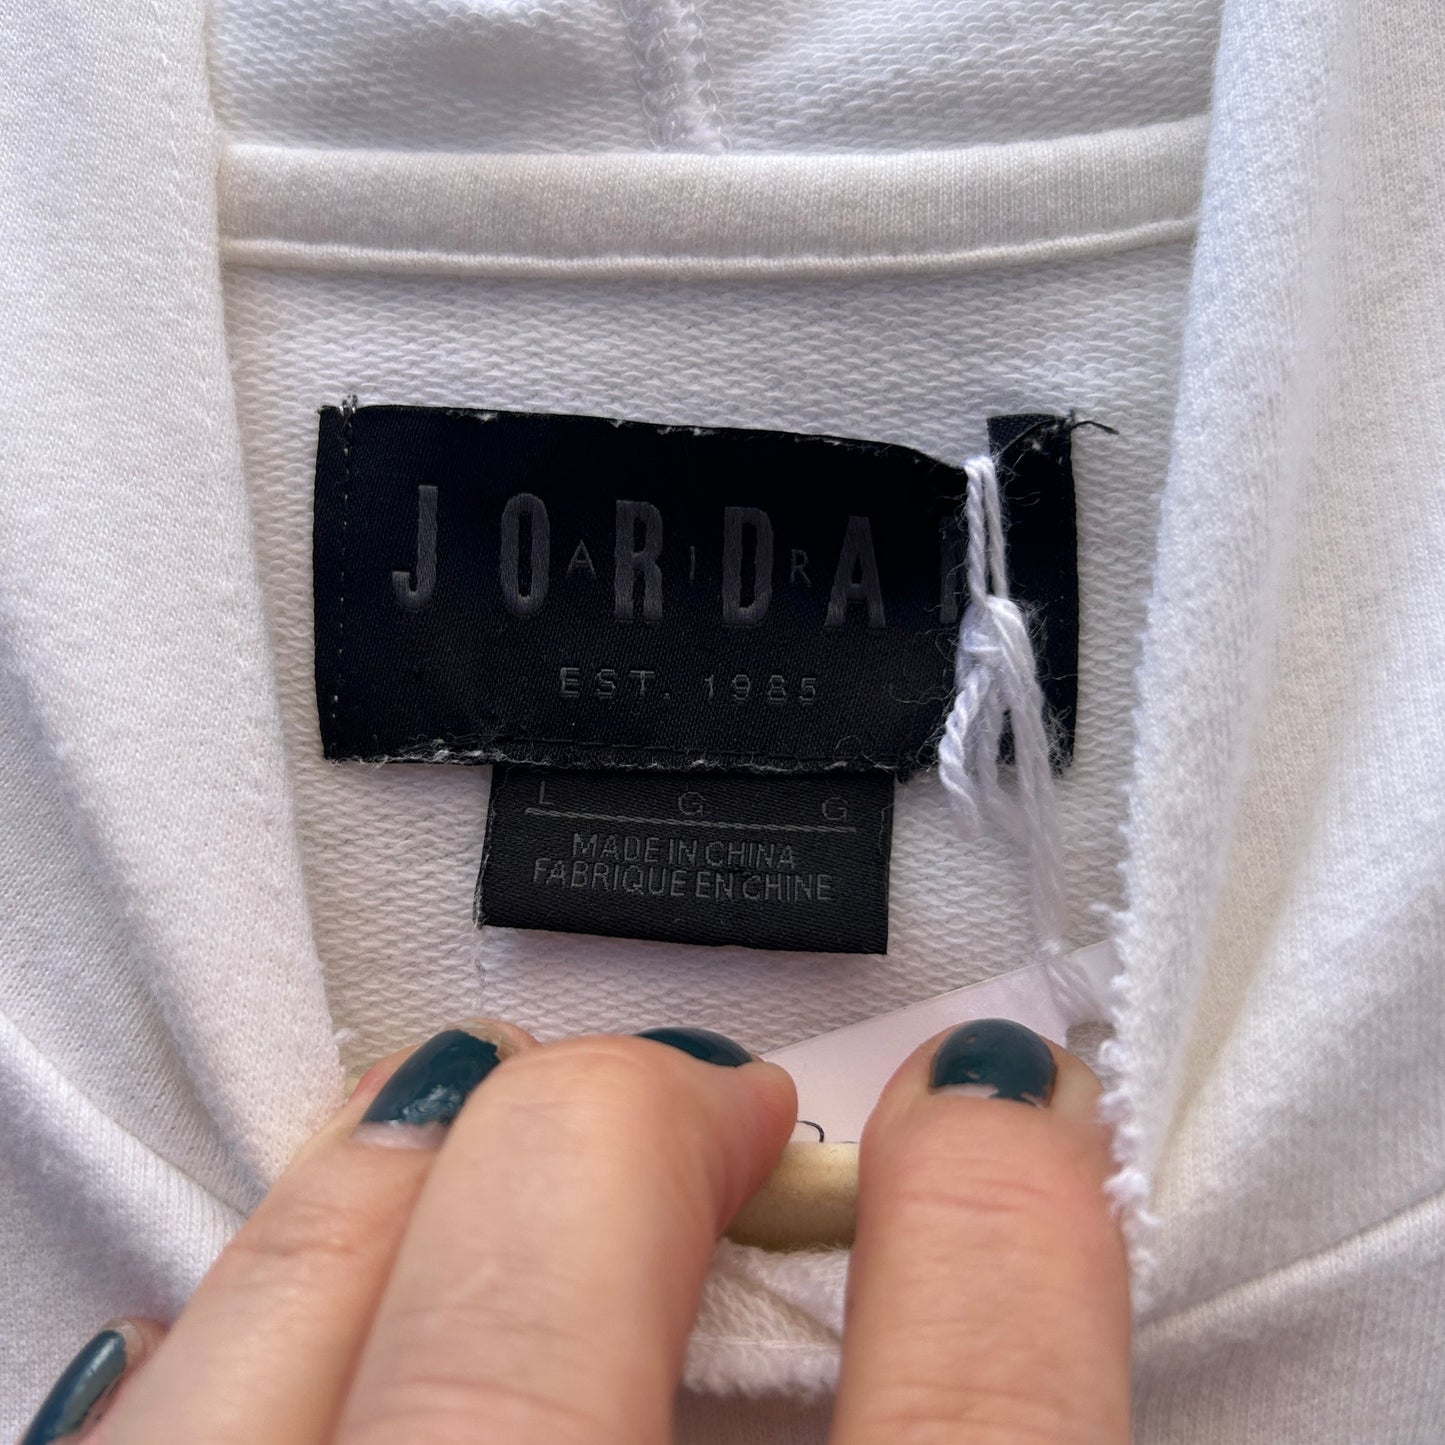 JORDAN
AIR
EST. 1985
L G G
MADE IN CHINA
FABRIQUE EN CHINE